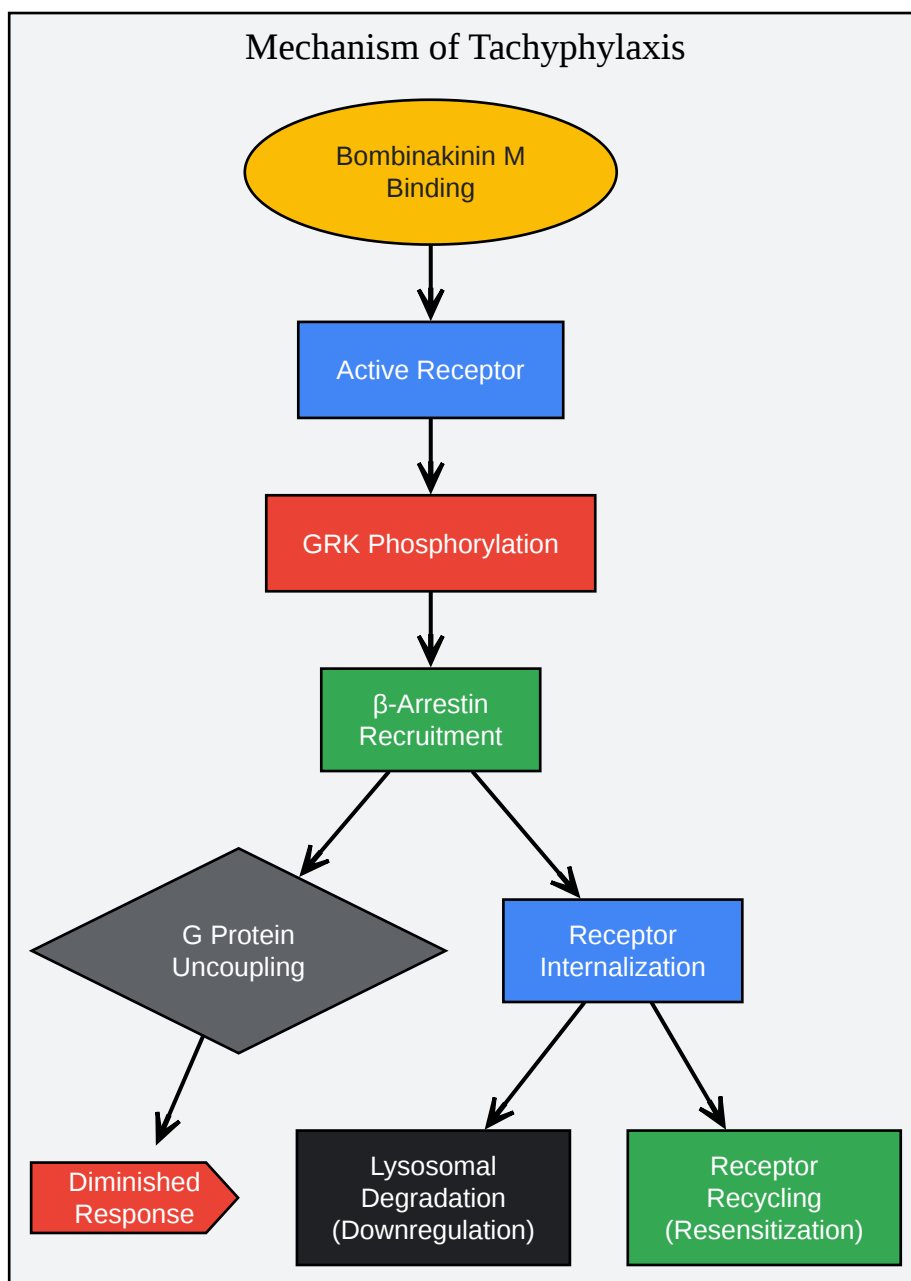 Mechanism of Tachyphylaxis
Bombinakinin M
Binding
Active Receptor
GRK Phosphorylation
β-Arrestin
Recruitment
G Protein
Uncoupling
Receptor
Internalization
Diminished
Response
Lysosomal
Degradation
(Downregulation)
Receptor
Recycling
(Resensitization)